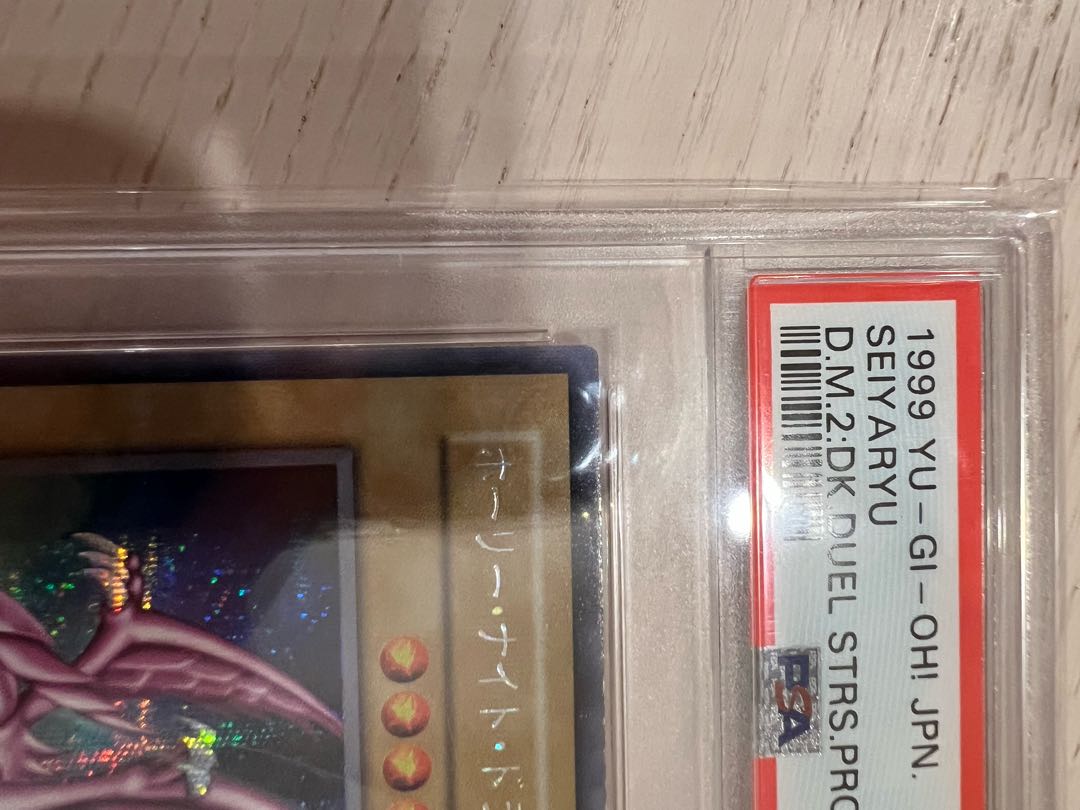 1999 YU-GI-OH! JPN.
SEIYARYU
D.M.2:DK.DUEL STRS.PRO
PSA
ホーリー・ナイト・ド